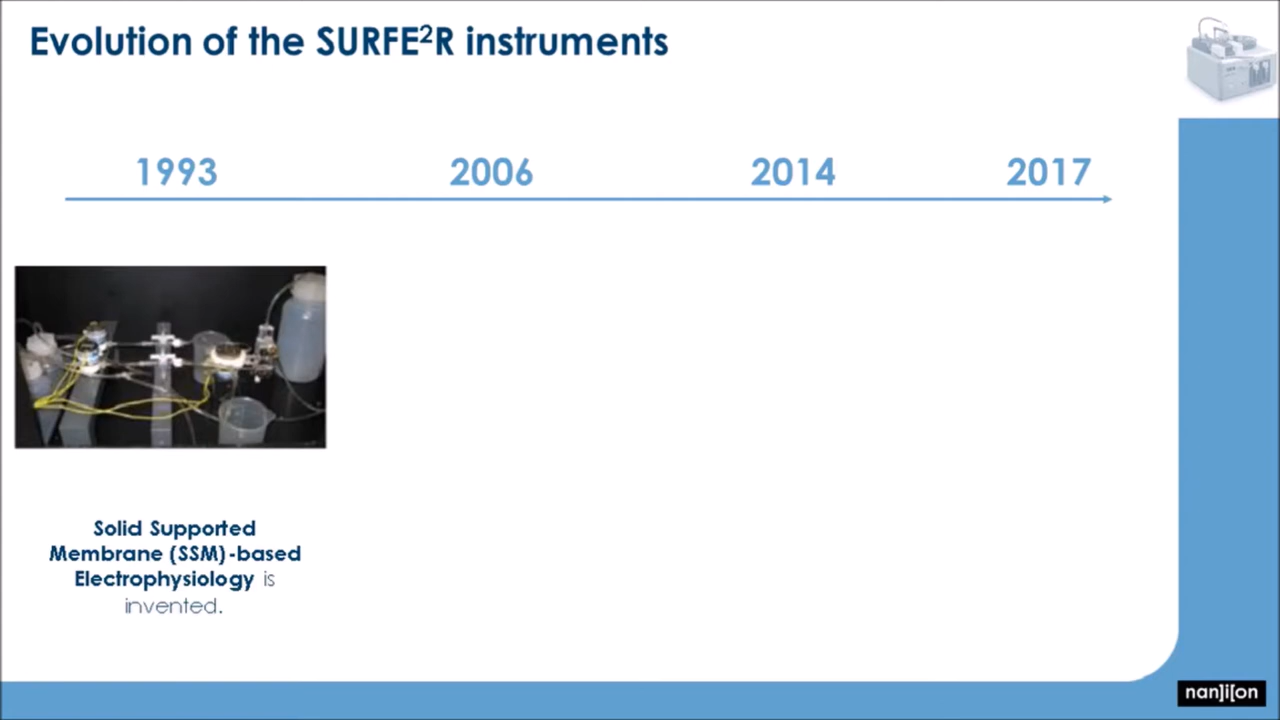 Evolution of the SURFE²R instruments
1993 2006 2014 2017
Solid Supported
Membrane (SSM)-based
Electrophysiology is
invented.
nan]i[on